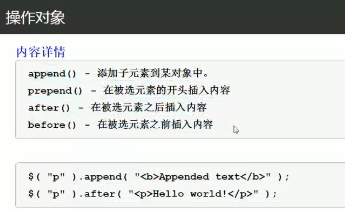 操作对象
内容详情
append() - 添加子元素到某对象中。
prepend() - 在被选元素的开头插入内容
after() - 在被选元素之后插入内容
before() - 在被选元素之前插入内容
$( "p" ).append( "<b>Appended text</b>" );
$( "p" ).after( "<p>Hello world!</p>" );